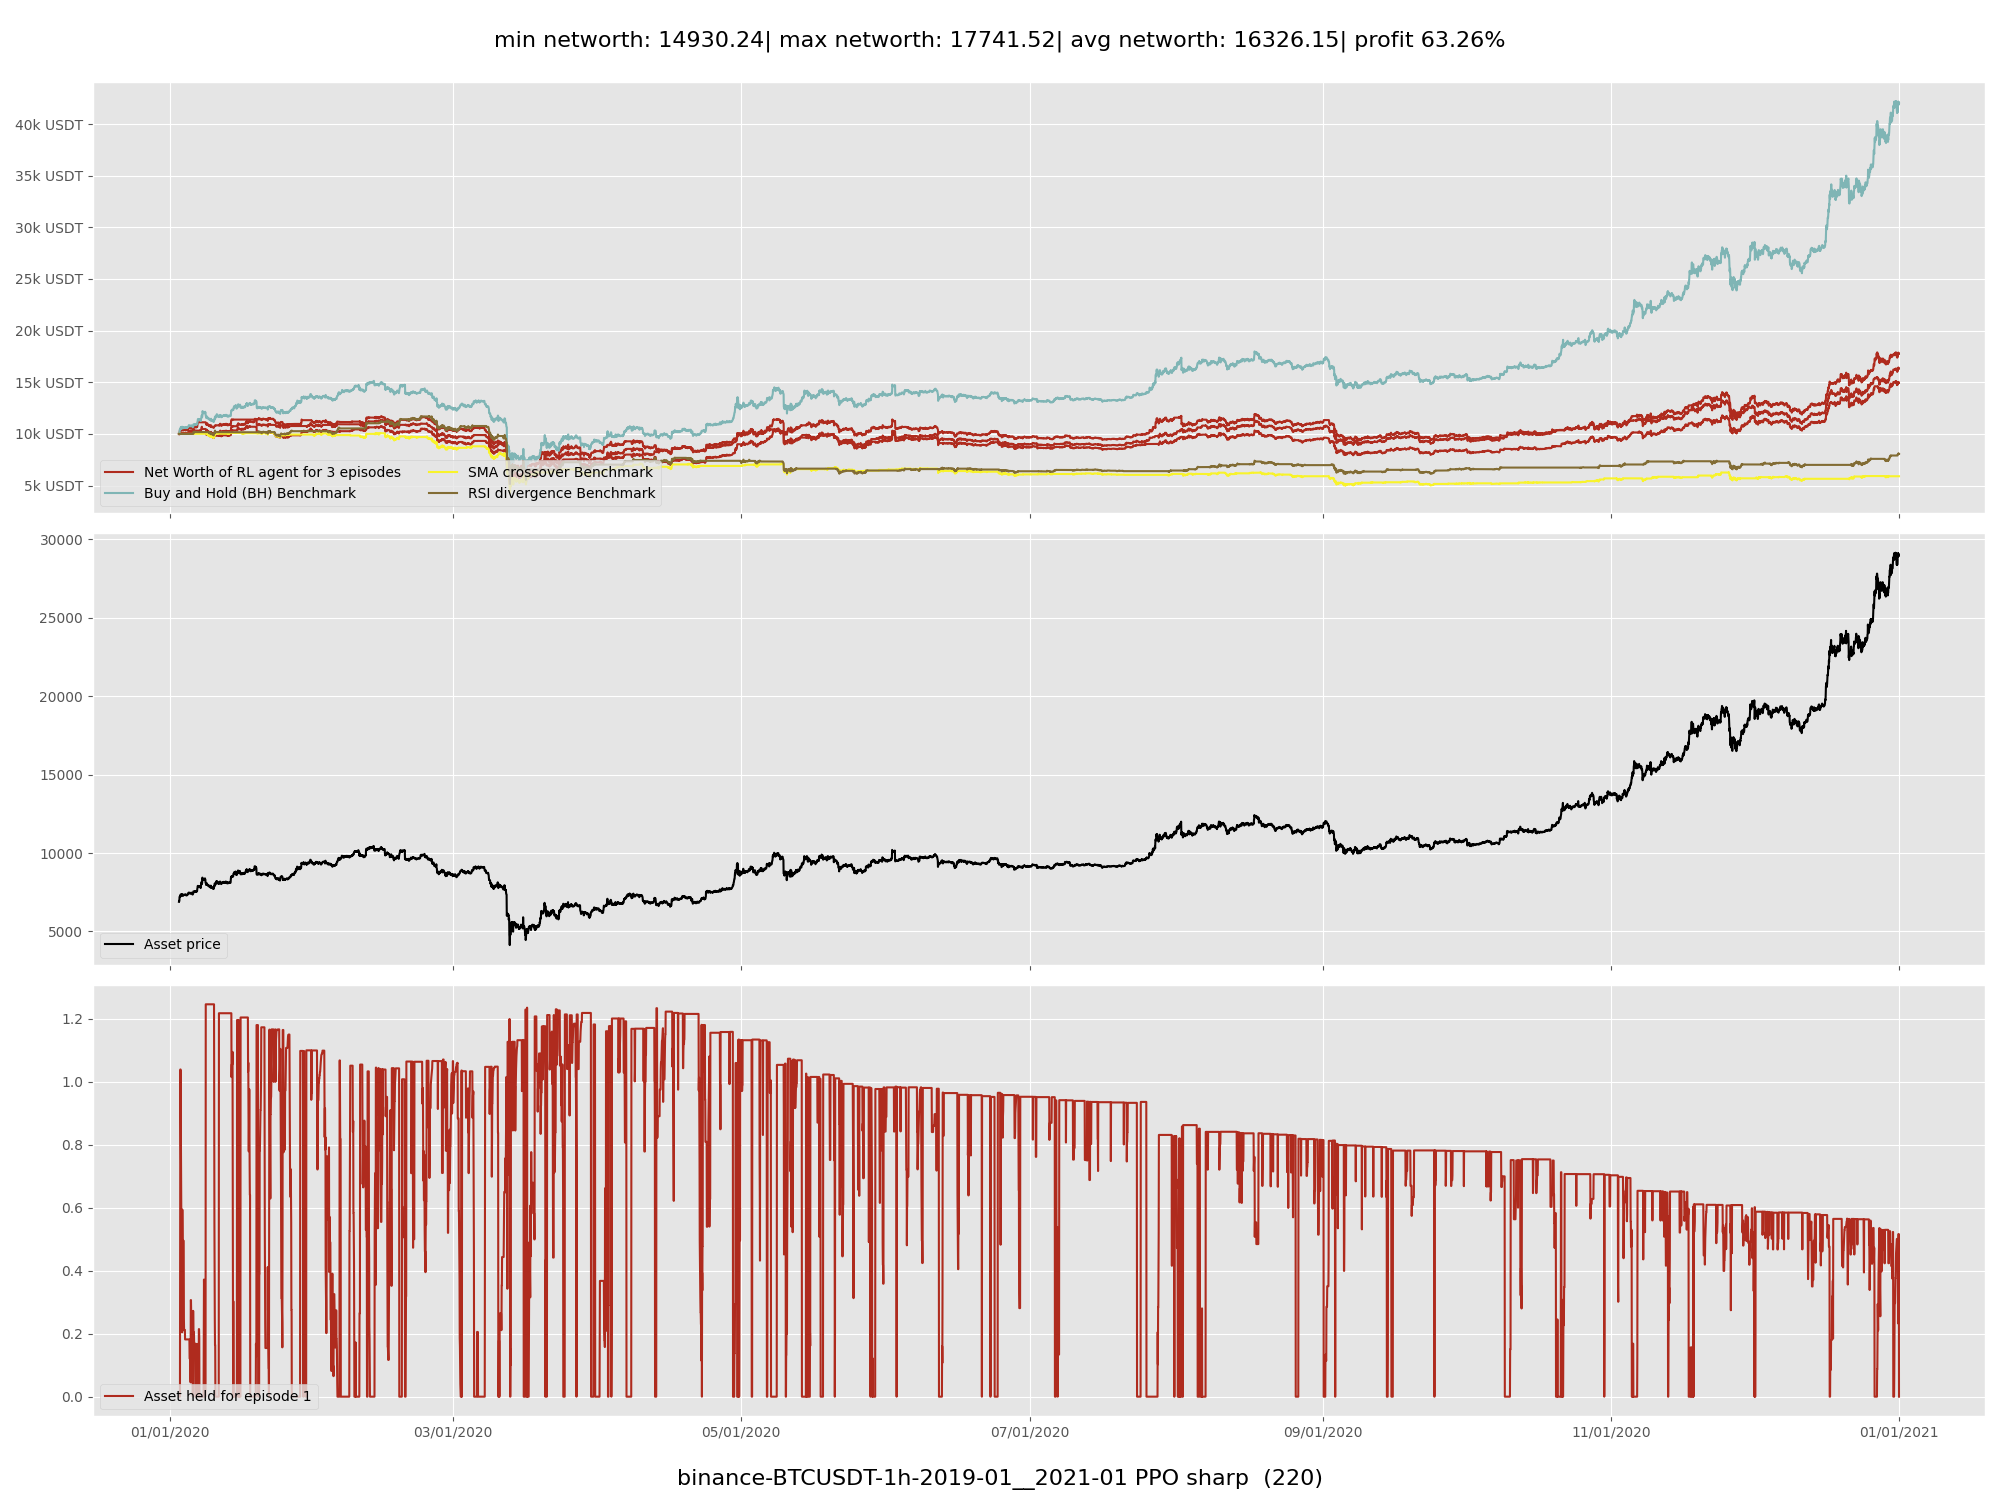 min networth: 14930.24| max networth: 17741.52| avg networth: 16326.15| profit 63.26%
40k USDT
35k USDT
30k USDT
25k USDT
20k USDT
15k USDT
10k USDT
5k USDT
Net Worth of RL agent for 3 episodes
Buy and Hold (BH) Benchmark
SMA crossover Benchmark
RSI divergence Benchmark
30000
25000
20000
15000
10000
5000
Asset price
1.2
1.0
0.8
0.6
0.4
0.2
0.0
Asset held for episode 1
01/01/2020 03/01/2020 05/01/2020 07/01/2020 09/01/2020 11/01/2020 01/01/2021
binance-BTCUSDT-1h-2019-01__2021-01 PPO sharp (220)